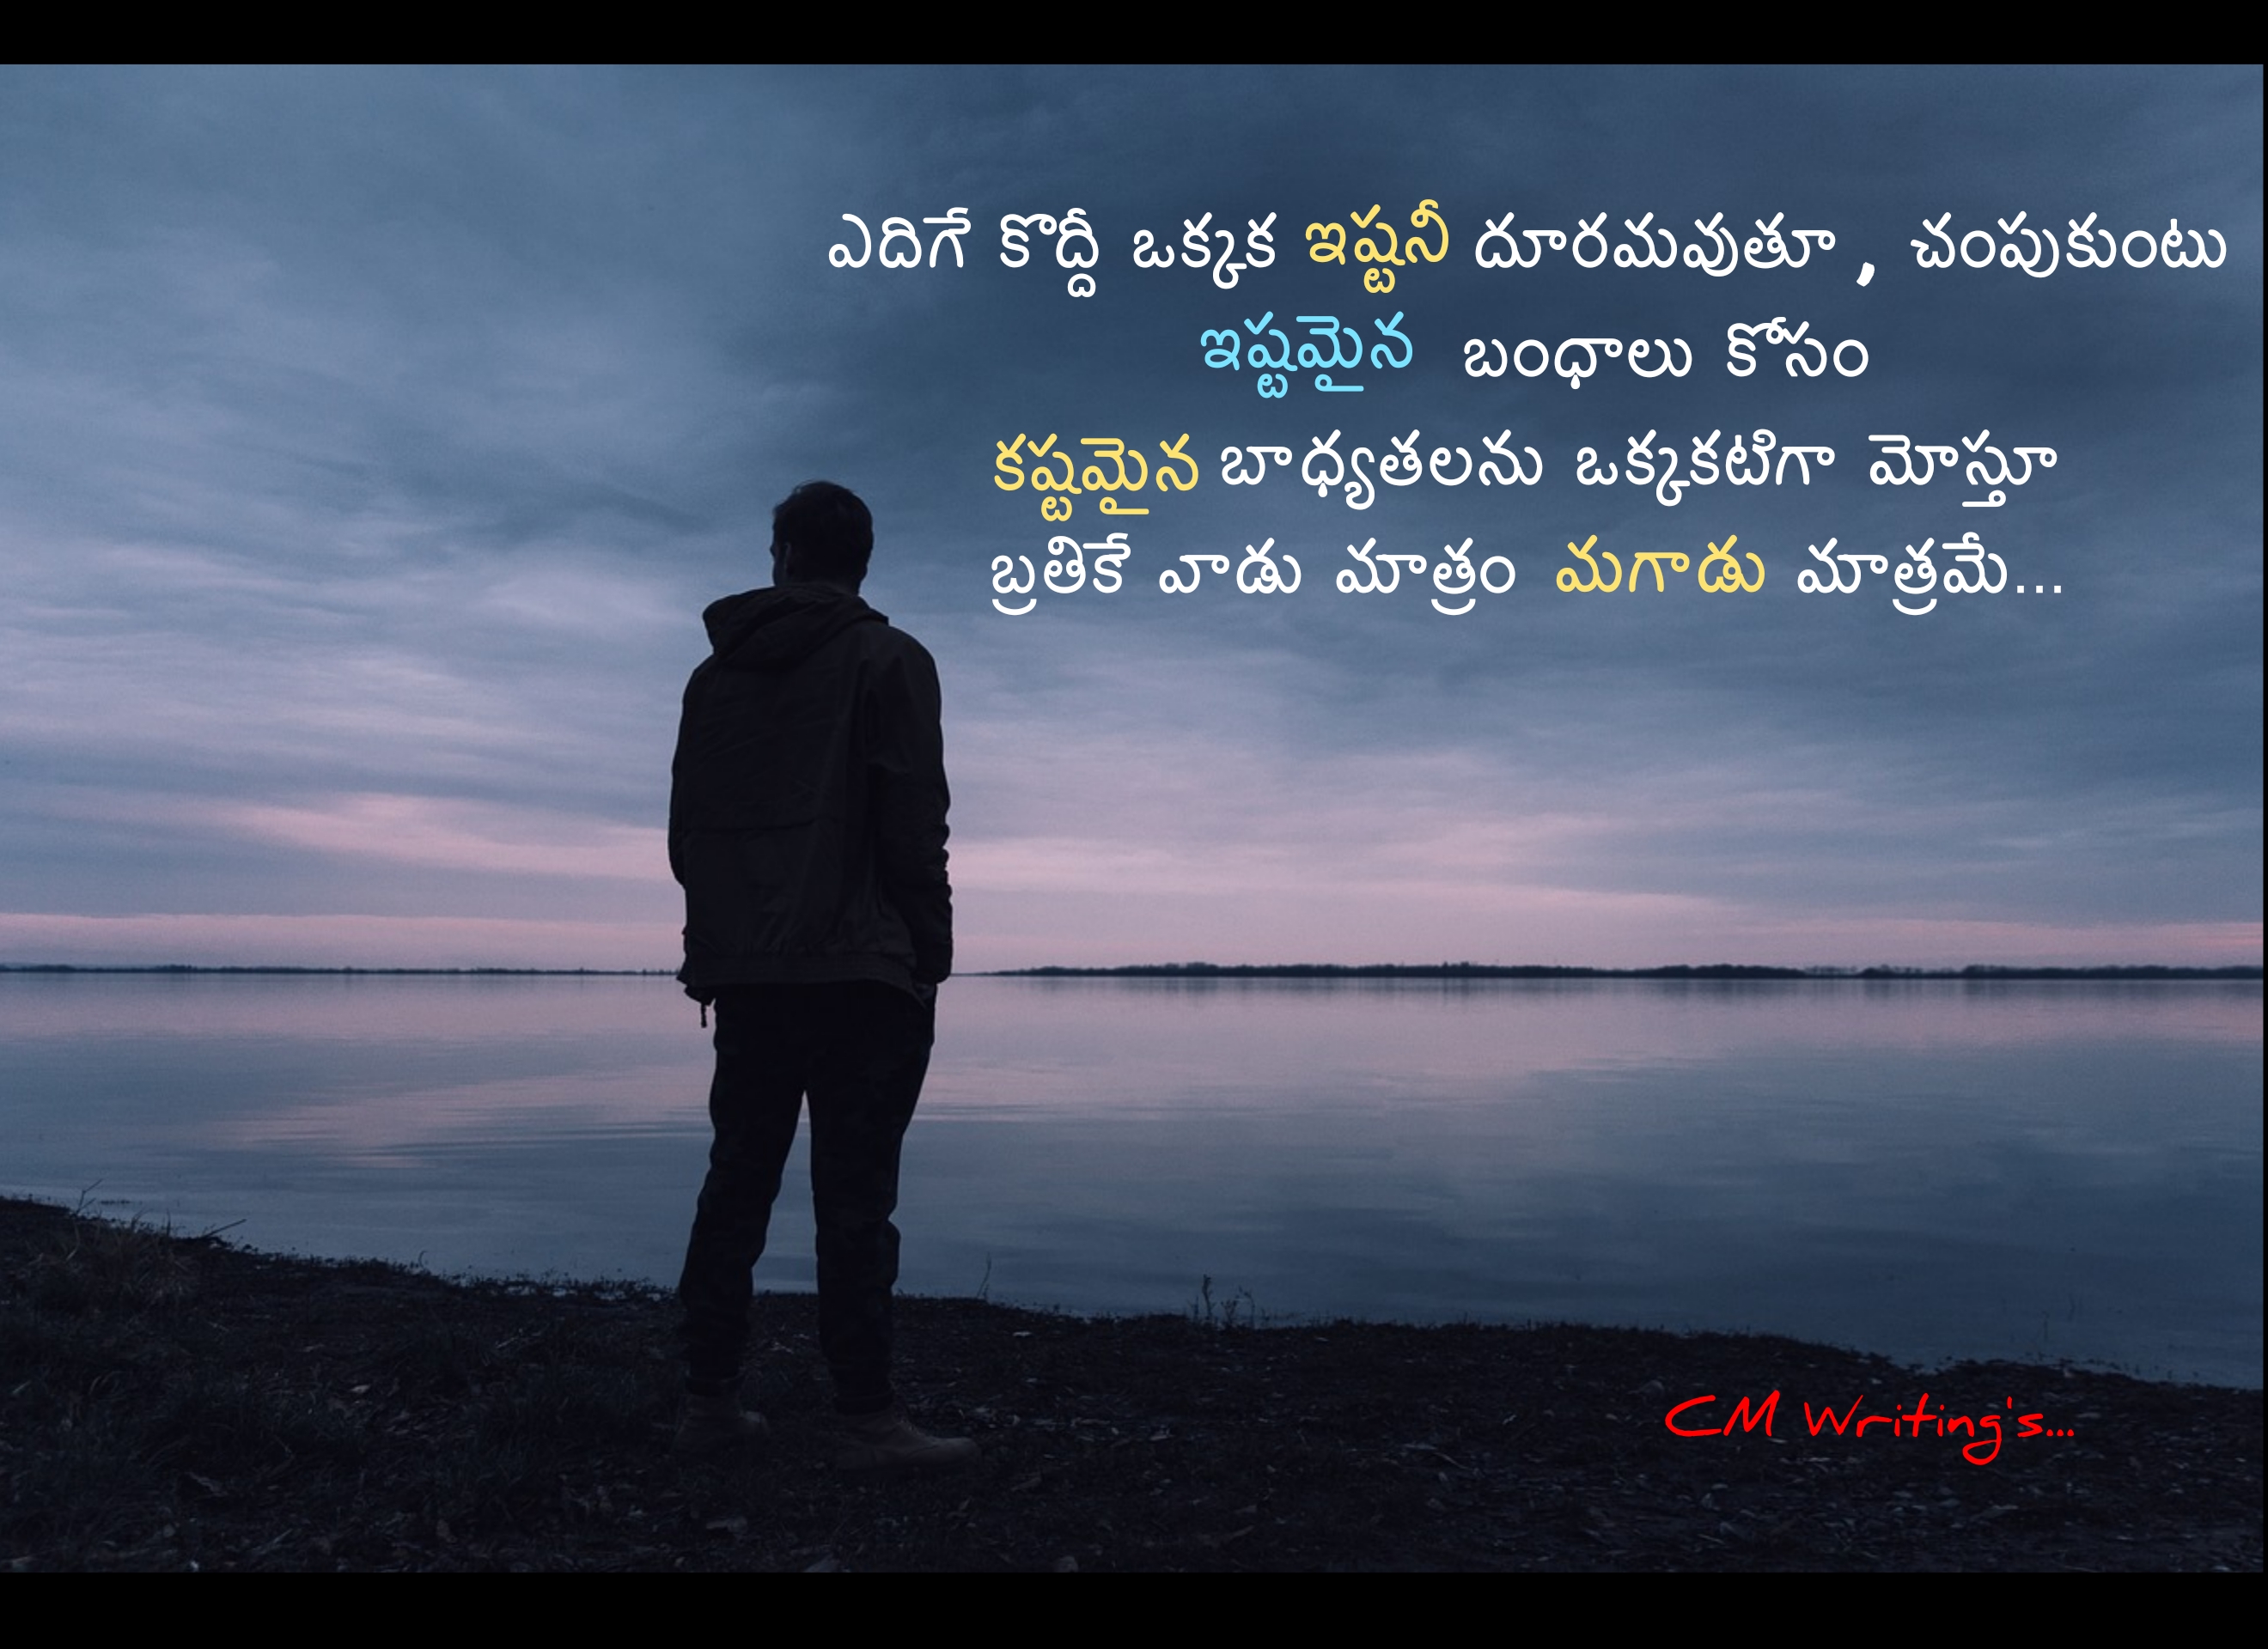 ఎదిగే కొద్దీ ఒక్కక ఇష్టనీ దూరమవుతూ , చంపుకుంటు
ఇష్టమైన బంధాలు కోసం
కష్టమైన బాధ్యతలను ఒక్కకటిగా మోస్తూ
బ్రతికే వాడు మాత్రం మగాడు మాత్రమే...
CM Writing's...